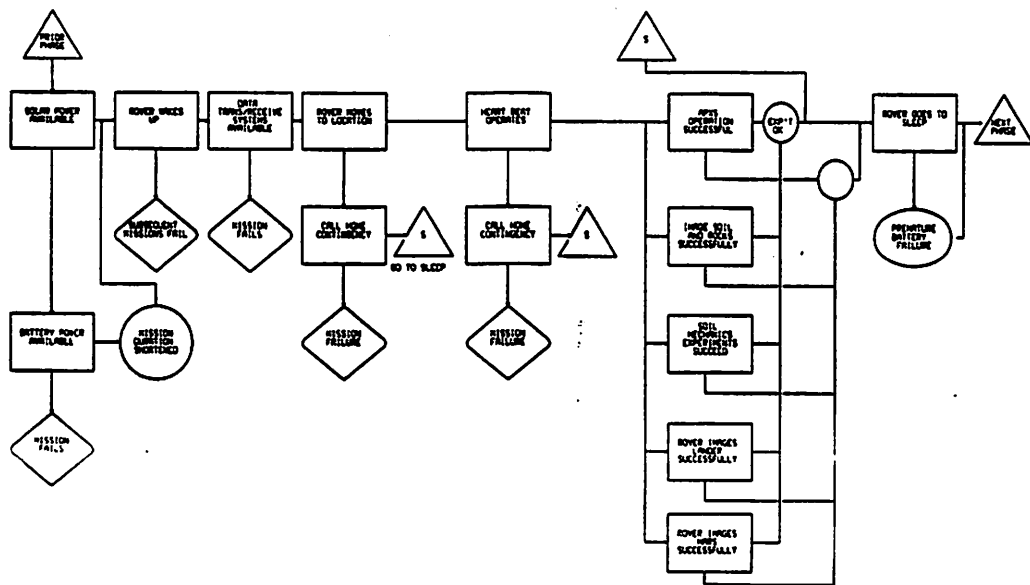 PRIOR
PHASE
S
SOLAR POWER
AVAILABLE
ROVER WAKES
UP
DATA
TRANS/RECEIVE
SYSTEMS
AVAILABLE
ROVER MOVES
TO LOCATION
HEART BEAT
OPERATES
APXS
OPERATION
SUCCESSFUL
EXP'T
OK
ROVER GOES TO
SLEEP
NEXT
PHASE
SUBSEQUENT
MISSIONS FAIL
MISSION
FAILS
CALL HOME
CONTINGENCY
S
GO TO SLEEP
CALL HOME
CONTINGENCY
S
IMAGE SOIL
AND ROCKS
SUCCESSFULLY
PREMATURE
BATTERY
FAILURE
BATTERY POWER
AVAILABLE
MISSION
DURATION
SHORTENED
MISSION
FAILURE
MISSION
FAILURE
SOIL
MECHANICS
EXPERIMENTS
SUCCEED
MISSION
FAILS
ROVER IMAGES
LANDER
SUCCESSFULLY
ROVER IMAGES
MARS
SUCCESSFULLY